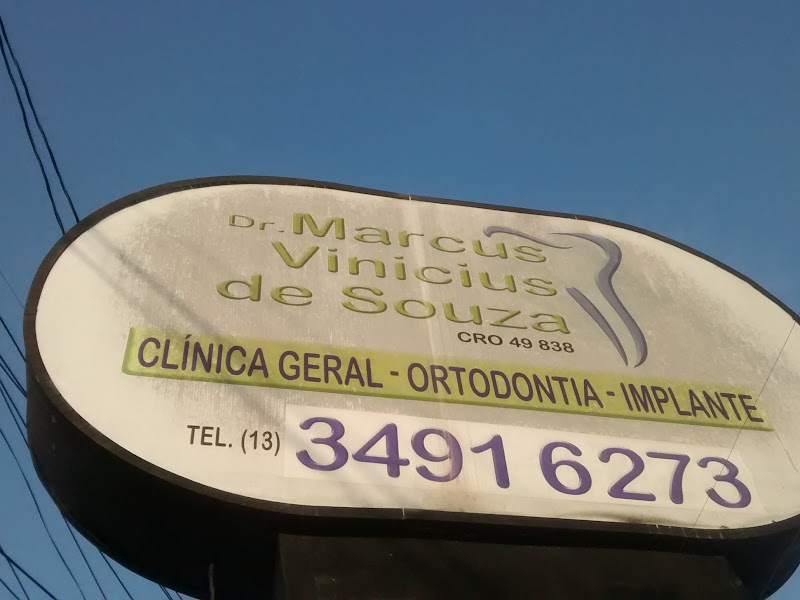 Dr. Marcus
Vinicius
de Souza
CRO 49 838
CLÍNICA GERAL - ORTODONTIA - IMPLANTE
TEL. (13) 3491 6273